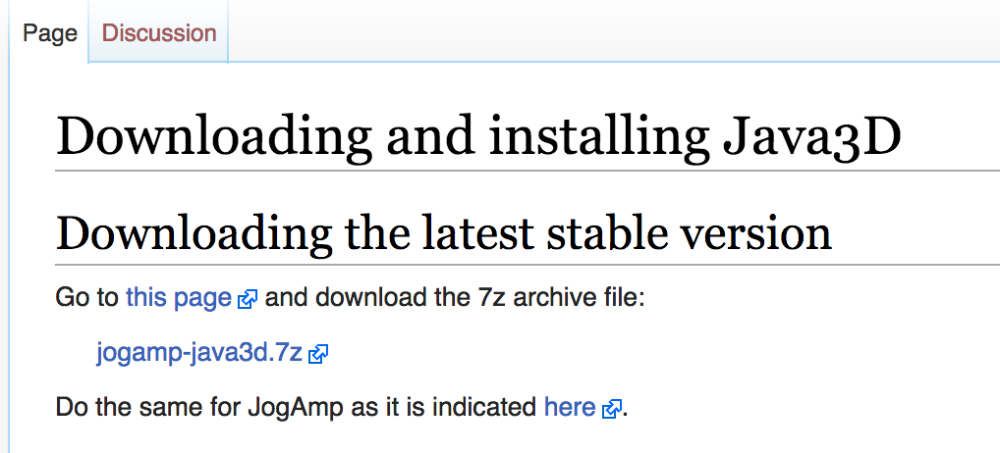 Page Discussion
Downloading and installing Java3D
Downloading the latest stable version
Go to this page and download the 7z archive file:
jogamp-java3d.7z
Do the same for JogAmp as it is indicated here.